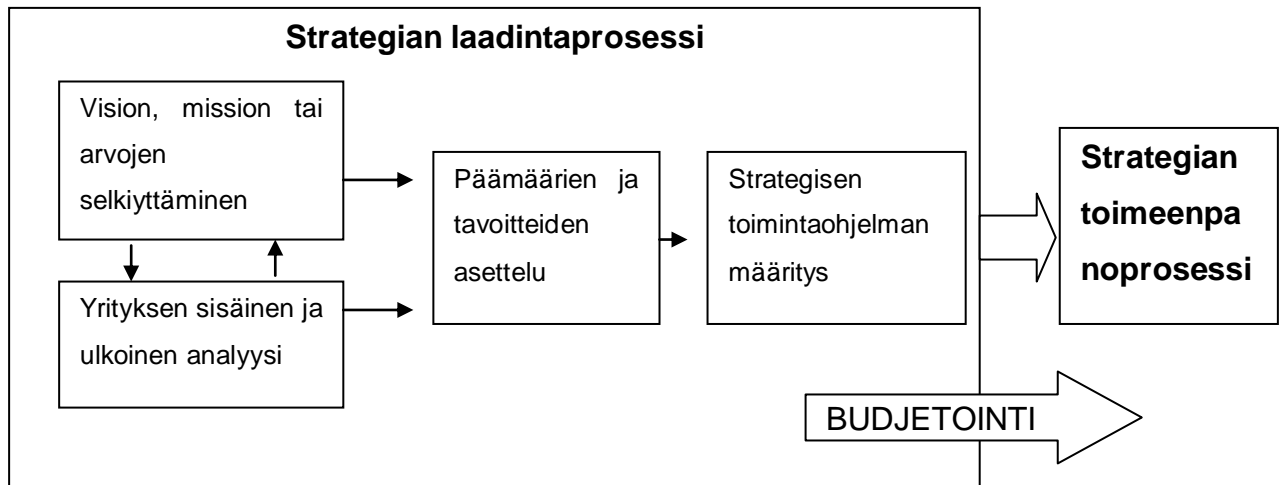 Strategian laadintaprosessi
Vision, mission tai
arvojen
selkiyttäminen
Yrityksen sisäinen ja
ulkoinen analyysi
Päämäärien ja
tavoitteiden
asettelu
Strategisen
toimintaohjelman
määritys
Strategian
toimeenpa
noprosessi
BUDJETOINTI